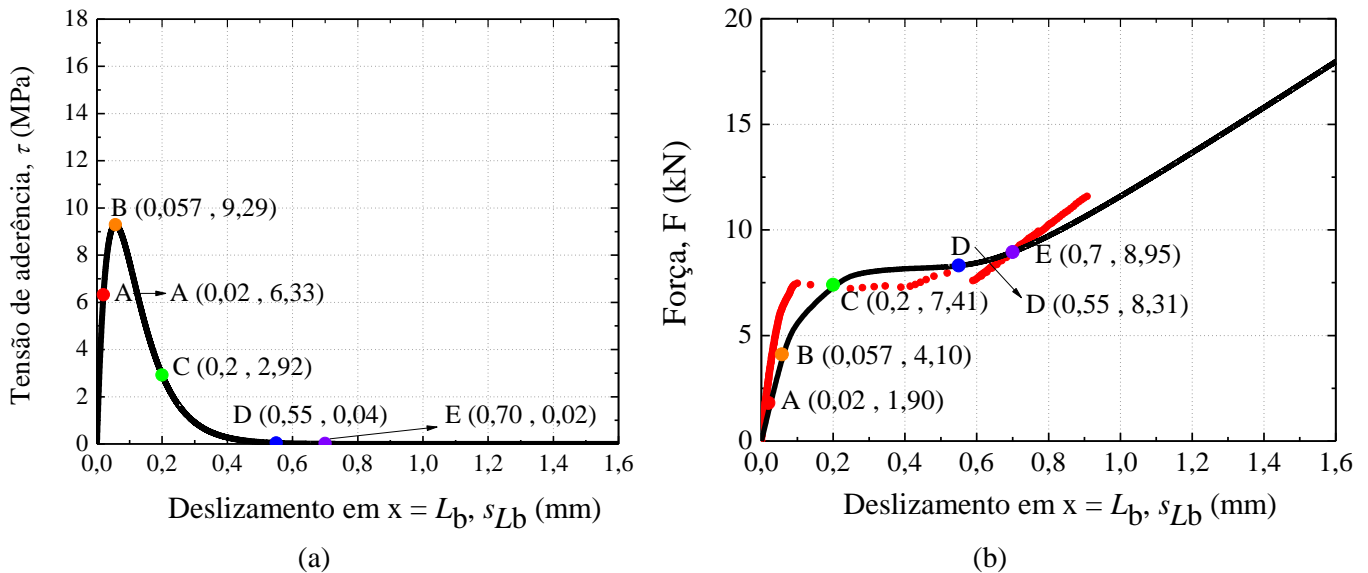 18
16
14
12
10
8
6
4
2
0
0,0 0,2 0,4 0,6 0,8 1,0 1,2 1,4 1,6
Tensão de aderência, τ (MPa)
B (0,057 , 9,29)
A A (0,02 , 6,33)
C (0,2 , 2,92)
D (0,55 , 0,04) E (0,70 , 0,02)
Deslizamento em x = Lb, sLb (mm)
(a)
20
15
10
5
0
0,0 0,2 0,4 0,6 0,8 1,0 1,2 1,4 1,6
Força, F (kN)
D
E (0,7 , 8,95)
C (0,2 , 7,41)
D (0,55 , 8,31)
B (0,057 , 4,10)
A (0,02 , 1,90)
Deslizamento em x = Lb, sLb (mm)
(b)